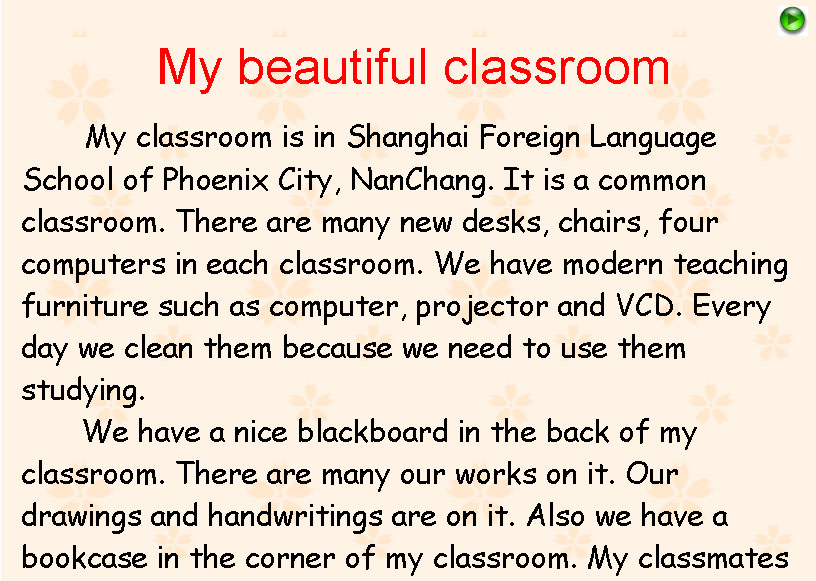 My beautiful classroom
My classroom is in Shanghai Foreign Language
School of Phoenix City, NanChang. It is a common
classroom. There are many new desks, chairs, four
computers in each classroom. We have modern teaching
furniture such as computer, projector and VCD. Every
day we clean them because we need to use them
studying.
We have a nice blackboard in the back of my
classroom. There are many our works on it. Our
drawings and handwritings are on it. Also we have a
bookcase in the corner of my classroom. My classmates